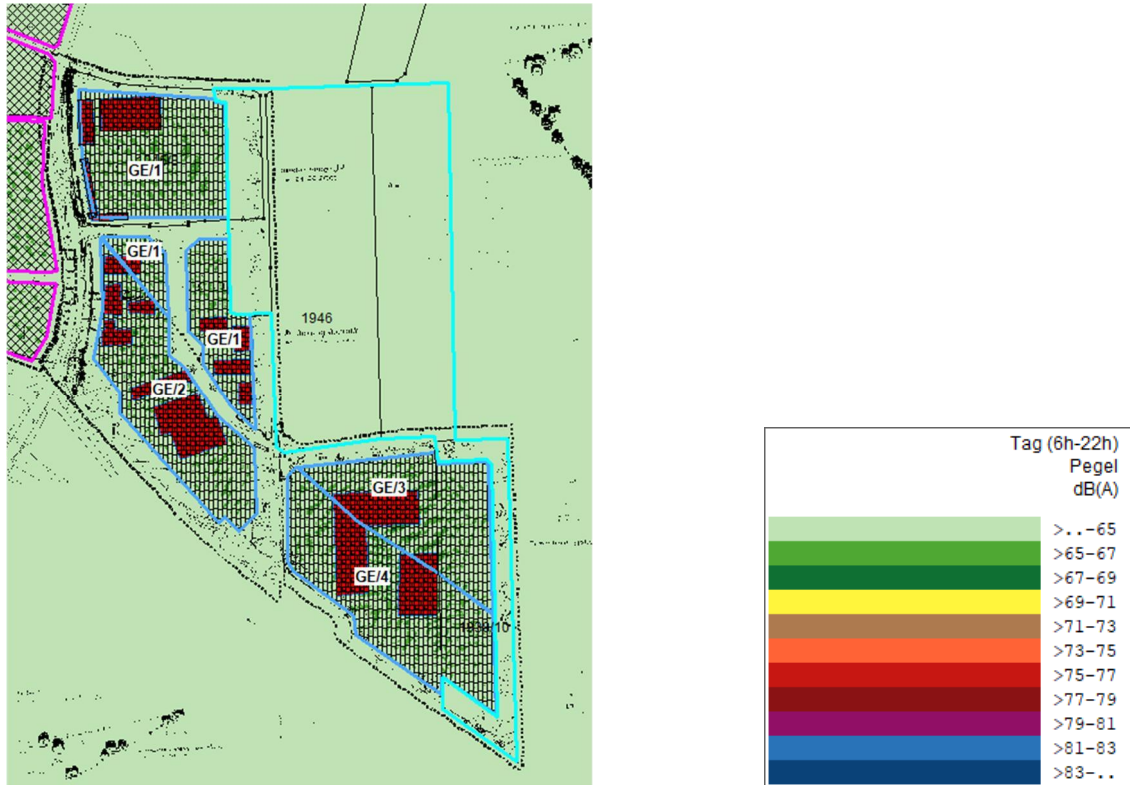 GE/1
GE/1
1946
GE/1
GE/2
GE/3
GE/4
Tag (6h-22h)
Pegel
dB(A)
>..-65
>65-67
>67-69
>69-71
>71-73
>73-75
>75-77
>77-79
>79-81
>81-83
>83-..